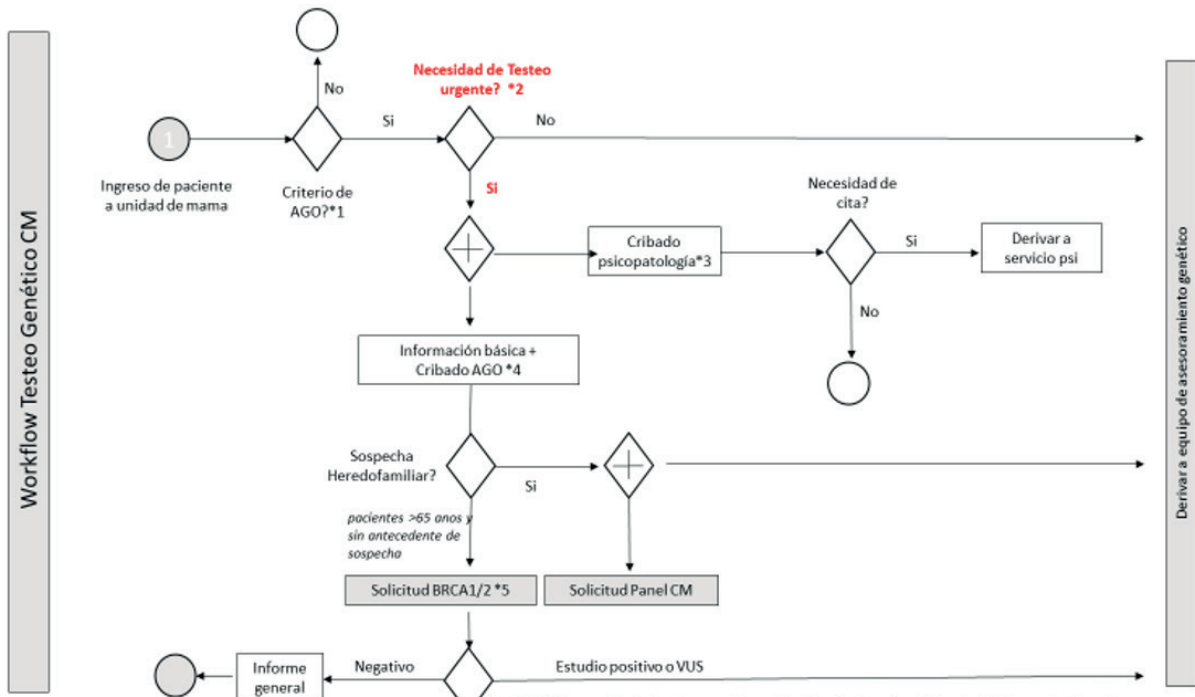 Workflow Testeo Genético CM
Necesidad de Testeo
urgente? *2
No
1
Si
No
Ingreso de paciente
a unidad de mama
Criterio de
AGO?*1
Si
Necesidad de
cita?
Cribado
psicopatología*3
Si
Derivar a
servicio psi
No
Información básica +
Cribado AGO *4
Sospecha
Heredofamiliar?
Si
pacientes >65 anos y
sin antecedente de
sospecha
Solicitud BRCA1/2 *5
Solicitud Panel CM
Informe
general
Negativo
Estudio positivo o VUS
Derivar a equipo de asesoramiento genético